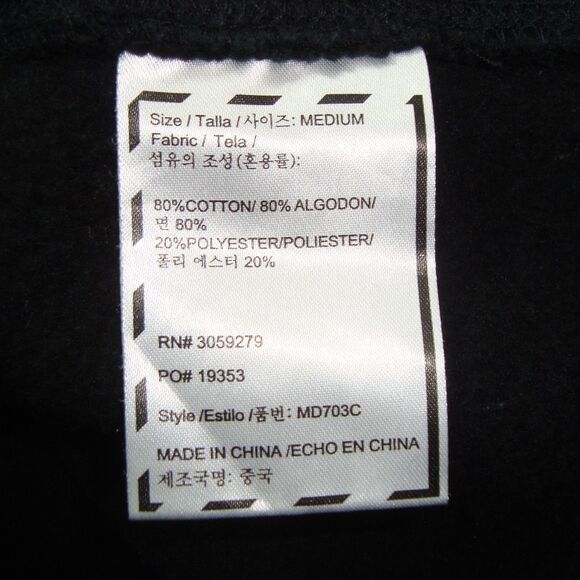 Size / Talla / 사이즈: MEDIUM
Fabric / Tela /
섬유의 조성(혼용률):
80%COTTON/ 80% ALGODON/
면 80%
20%POLYESTER/POLIESTER/
폴리 에스터 20%
RN# 3059279
PO# 19353
Style /Estilo /품번: MD703C
MADE IN CHINA /ECHO EN CHINA
제조국명: 중국